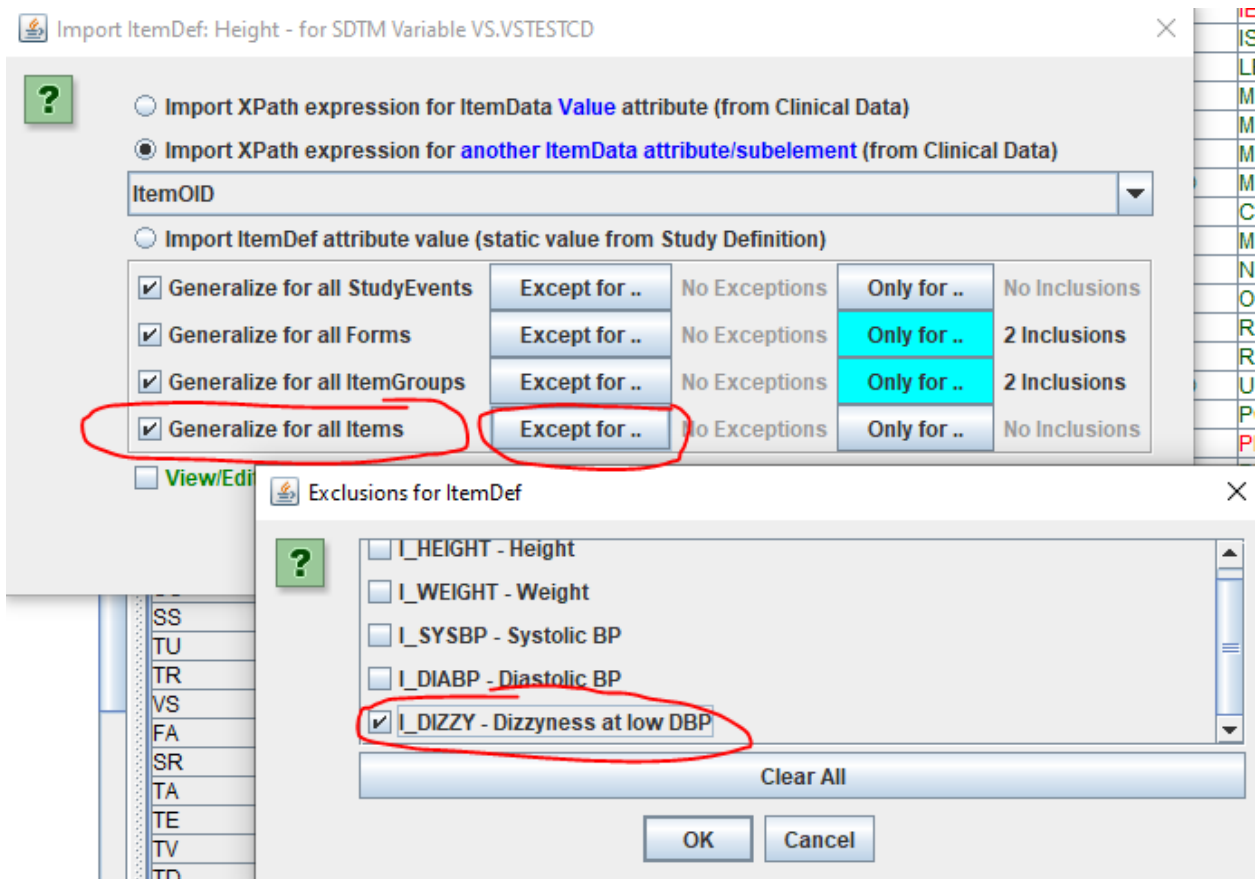 Import ItemDef: Height - for SDTM Variable VS.VSTESTCD
Import XPath expression for ItemData Value attribute (from Clinical Data)
Import XPath expression for another ItemData attribute/subelement (from Clinical Data)
ItemOID
Import ItemDef attribute value (static value from Study Definition)
Generalize for all StudyEvents Except for .. No Exceptions Only for .. No Inclusions
Generalize for all Forms Except for .. No Exceptions Only for .. 2 Inclusions
Generalize for all ItemGroups Except for .. No Exceptions Only for .. 2 Inclusions
Generalize for all Items Except for .. No Exceptions Only for .. No Inclusions
View/Edi
Exclusions for ItemDef
I_HEIGHT - Height
I_WEIGHT - Weight
I_SYSBP - Systolic BP
I_DIABP - Diastolic BP
I_DIZZY - Dizzyness at low DBP
Clear All
OK Cancel
SS
TU
TR
VS
FA
SR
TA
TE
TV
TD